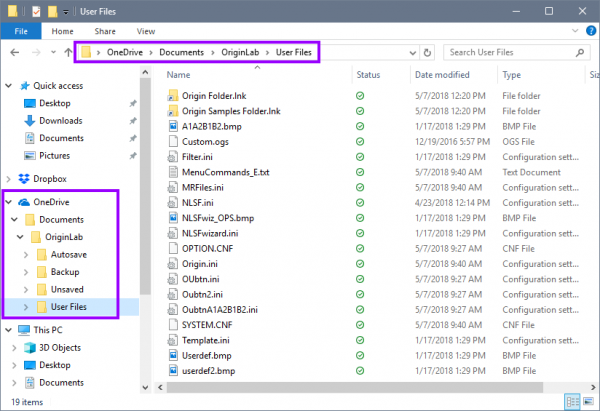 User Files
File Home Share View
OneDrive Documents OriginLab User Files
Search User Files
Quick access
Desktop
Downloads
Documents
Pictures
Dropbox
OneDrive
Documents
OriginLab
Autosave
Backup
Unsaved
User Files
This PC
3D Objects
Desktop
Documents
Name Status Date modified Type Siz
Origin Folder.lnk 5/7/2018 12:20 PM File folder
Origin Samples Folder.lnk 5/7/2018 12:20 PM File folder
A1A2B1B2.bmp 1/17/2018 1:29 PM BMP File
Custom.ogs 12/19/2016 5:57 PM OGS File
Filter.ini 1/17/2018 1:29 PM Configuration sett...
MenuCommands_E.txt 5/7/2018 9:40 AM Text Document
MRFiles.ini 5/7/2018 9:40 AM Configuration sett...
NLSF.ini 4/23/2018 12:14 PM Configuration sett...
NLSFwiz_OPS.bmp 1/17/2018 1:29 PM BMP File
NLSFwizard.ini 1/17/2018 1:29 PM Configuration sett...
OPTION.CNF 5/7/2018 9:27 AM CNF File
Origin.ini 5/7/2018 9:40 AM Configuration sett...
OUbtn.ini 5/7/2018 9:27 AM Configuration sett...
Oubtn2.ini 5/7/2018 9:27 AM Configuration sett...
OubtnA1A2B1B2.ini 5/7/2018 9:27 AM Configuration sett...
SYSTEM.CNF 5/7/2018 9:40 AM CNF File
Template.ini 1/17/2018 1:29 PM Configuration sett...
Userdef.bmp 1/17/2018 1:29 PM BMP File
userdef2.bmp 1/17/2018 1:29 PM BMP File
19 items